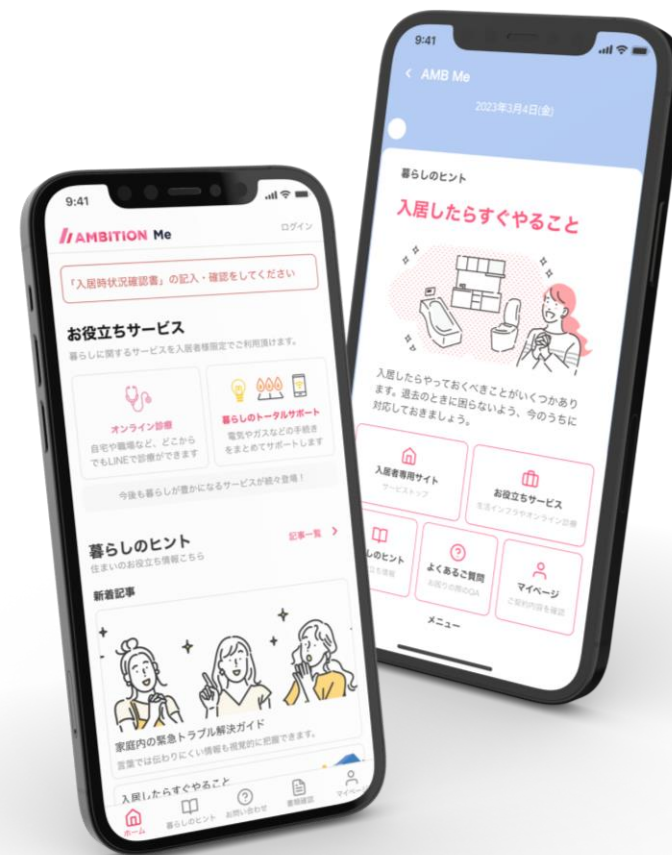 9:41
AMBITION Me
ログイン
「入居時状況確認書」の記入・確認をしてください
お役立ちサービス
暮らしに関するサービスを入居者様限定でご利用頂けます。
オンライン診療
自宅や職場など、どこから
でもLINEで診療ができます
暮らしのトータルサポート
電気やガスなどの手続き
をまとめてサポートします
今後も暮らしが豊かになるサービスが続々登場！
暮らしのヒント
住まいのお役立ち情報こちら
記事一覧
新着記事
家庭内の緊急トラブル解決ガイド
言葉では伝わりにくい情報も視覚的に把握できます。
入居したらすぐやること
ホーム
暮らしのヒント
お問い合わせ
書類確認
マイページ
9:41
AMB Me
2023年3月4日(金)
暮らしのヒント
入居したらすぐやること
入居したらやっておくべきことがいくつかあり
ます。退去のときに困らないよう、今のうちに
対応しておきましょう。
入居者専用サイト
サービストップ
お役立ちサービス
生活インフラやオンライン診療
しのヒント
立ち情報
よくあるご質問
お困りの際のQA
マイページ
ご契約内容を確認
メニュー